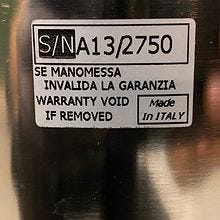 S/N A13/2750
SE MANOMESSA
INVALIDA LA GARANZIA
WARRANTY VOID
IF REMOVED
Made
In ITALY